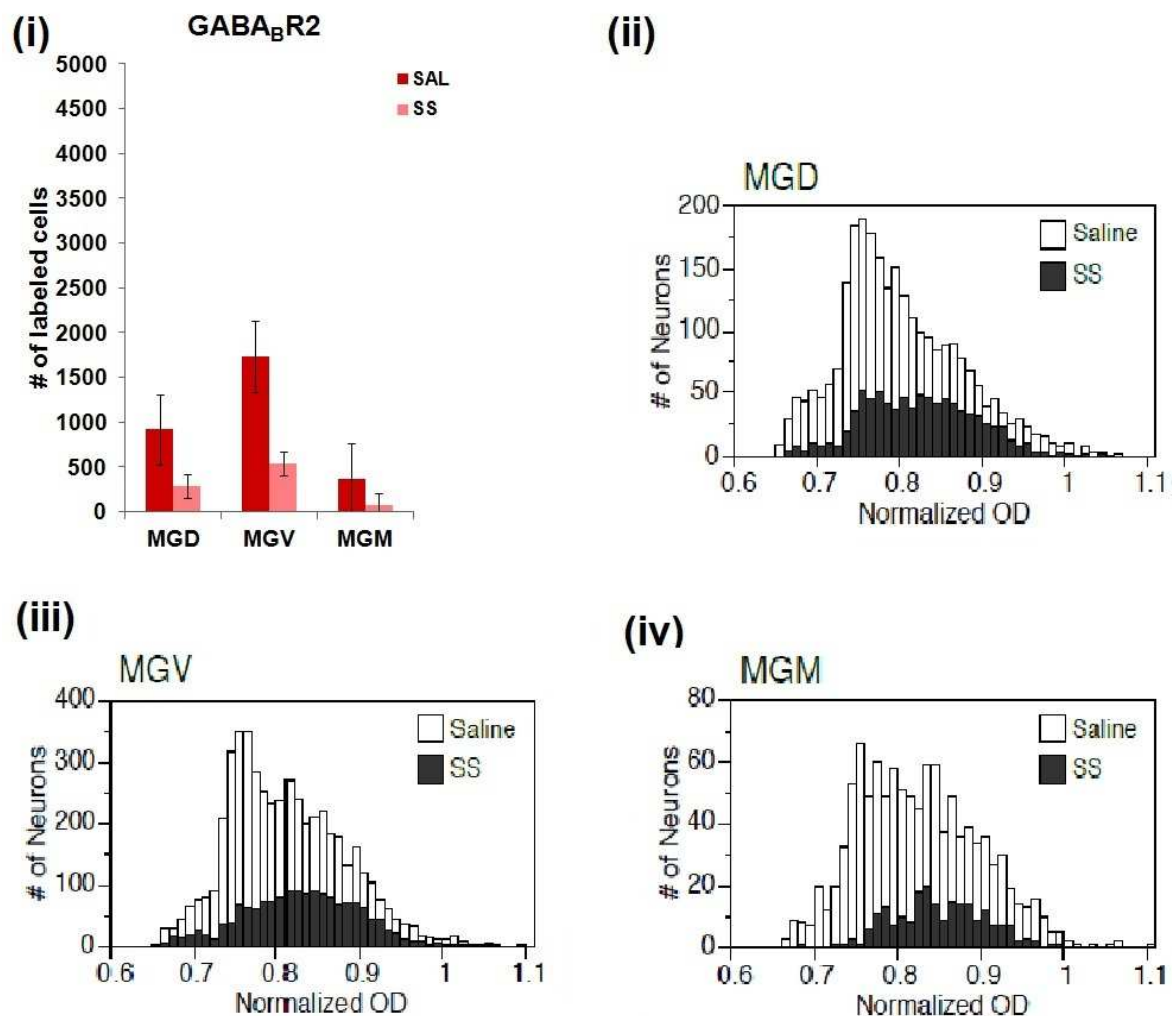 (i)
GABABR2
5000
4500
4000
3500
3000
2500
2000
1500
1000
500
0
# of labeled cells
SAL
SS
MGD MGV MGM
(ii)
MGD
200
150
100
50
0
# of Neurons
Saline
SS
0.6 0.7 0.8 0.9 1 1.1
Normalized OD
(iii)
MGV
400
300
200
100
0
# of Neurons
Saline
SS
0.6 0.7 0.8 0.9 1.0 1.1
Normalized OD
(iv)
MGM
80
60
40
20
0
# of Neurons
Saline
SS
0.6 0.7 0.8 0.9 1 1.1
Normalized OD